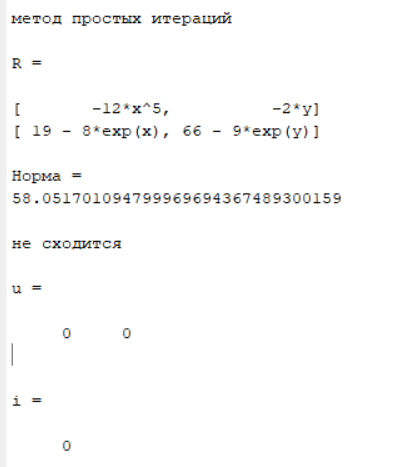 метод простых итераций
R =
[ -12*x^5, -2*y]
[ 19 - 8*exp(x), 66 - 9*exp(y)]
Норма =
58.051701094799969694367489300159
не сходится
u =
0 0
i =
0